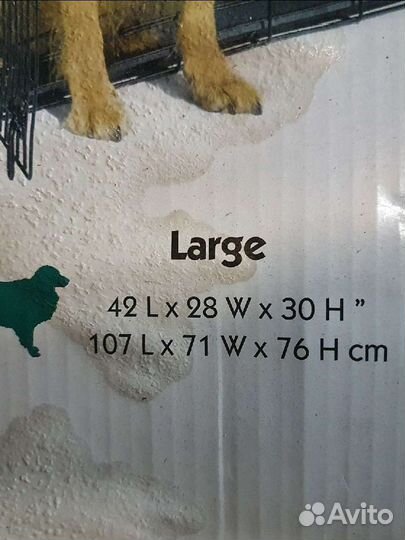 Large
42 L x 28 W x 30 H "
107 L x 71 W x 76 H cm
Avito